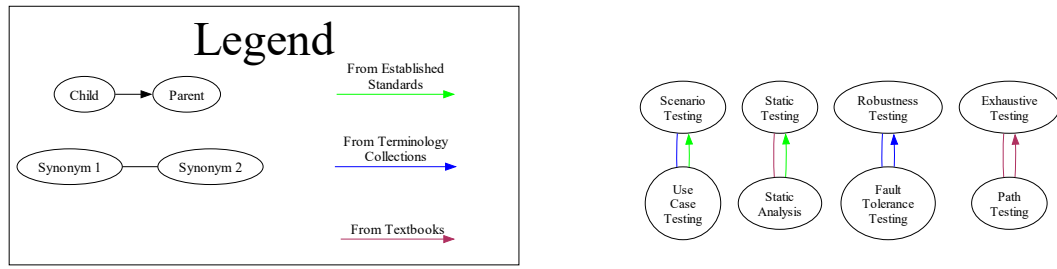 Legend
Child
Parent
From Established
Standards
Synonym 1
Synonym 2
From Terminology
Collections
From Textbooks
Scenario
Testing
Static
Testing
Robustness
Testing
Exhaustive
Testing
Use
Case
Testing
Static
Analysis
Fault
Tolerance
Testing
Path
Testing